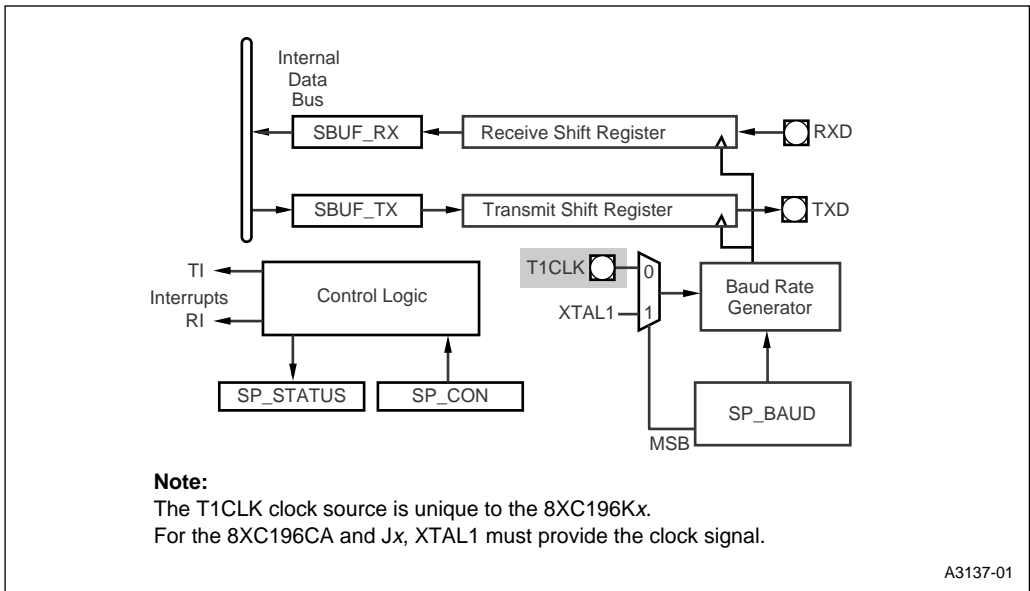 Internal
Data
Bus
SBUF_RX
Receive Shift Register
RXD
SBUF_TX
Transmit Shift Register
TXD
T1CLK
0
TI
Interrupts
RI
Control Logic
XTAL1
1
Baud Rate
Generator
SP_STATUS
SP_CON
SP_BAUD
MSB
Note:
The T1CLK clock source is unique to the 8XC196Kx.
For the 8XC196CA and Jx, XTAL1 must provide the clock signal.
A3137-01